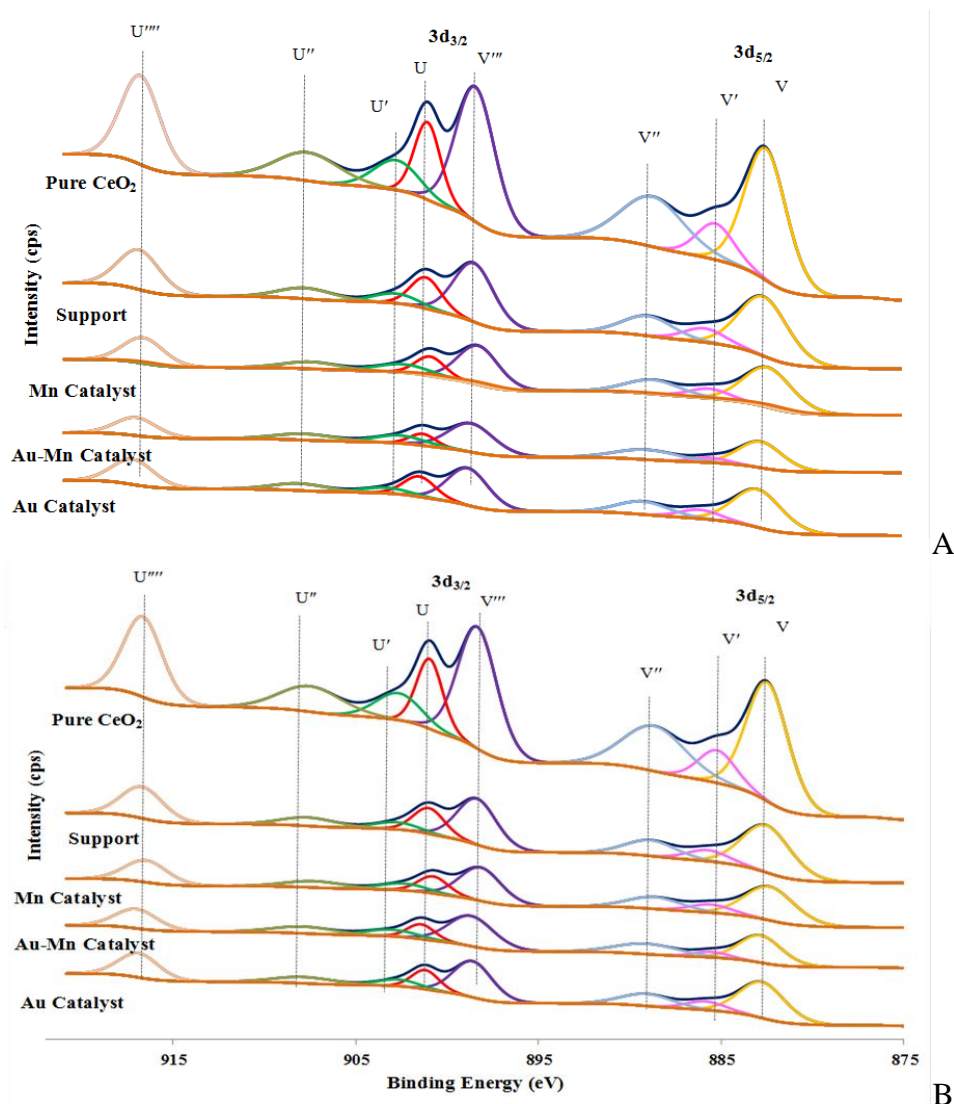 3d3/2
3d5/2
U''''
U''
U'
U
V'''
V''
V'
V
Pure CeO2
Support
Mn Catalyst
Au-Mn Catalyst
Au Catalyst
Intensity (cps)
A
3d3/2
3d5/2
U'''''
U''
U'
U
V'''
V''
V'
V
Pure CeO2
Support
Mn Catalyst
Au-Mn Catalyst
Au Catalyst
Intensity (cps)
915
905
895
885
875
Binding Energy (eV)
B